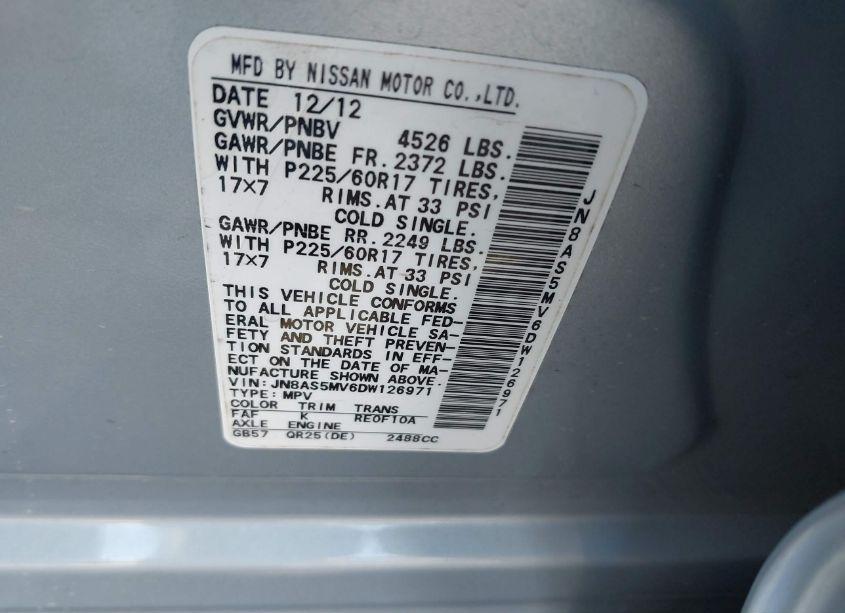 MFD BY NISSAN MOTOR CO.,LTD.
DATE 12/12
GVWR/PNBV 4526 LBS.
GAWR/PNBE FR. 2372 LBS.
WITH P225/60R17 TIRES,
17×7 RIMS.AT 33 PSI
COLD SINGLE.
GAWR/PNBE RR. 2249 LBS.
WITH P225/60R17 TIRES,
17×7 RIMS.AT 33 PSI
COLD SINGLE.
THIS VEHICLE CONFORMS
TO ALL APPLICABLE FED-
ERAL MOTOR VEHICLE SA-
FETY AND THEFT PREVEN-
TION STANDARDS IN EFF-
ECT ON THE DATE OF MA-
NUFACTURE SHOWN ABOVE.
VIN: JN8AS5MV6DW126971
TYPE: MPV
COLOR TRIM TRANS
FAF K RE0F10A
AXLE ENGINE
GB57 QR25(DE) 2488CC
JN8AS5MV6DW126971